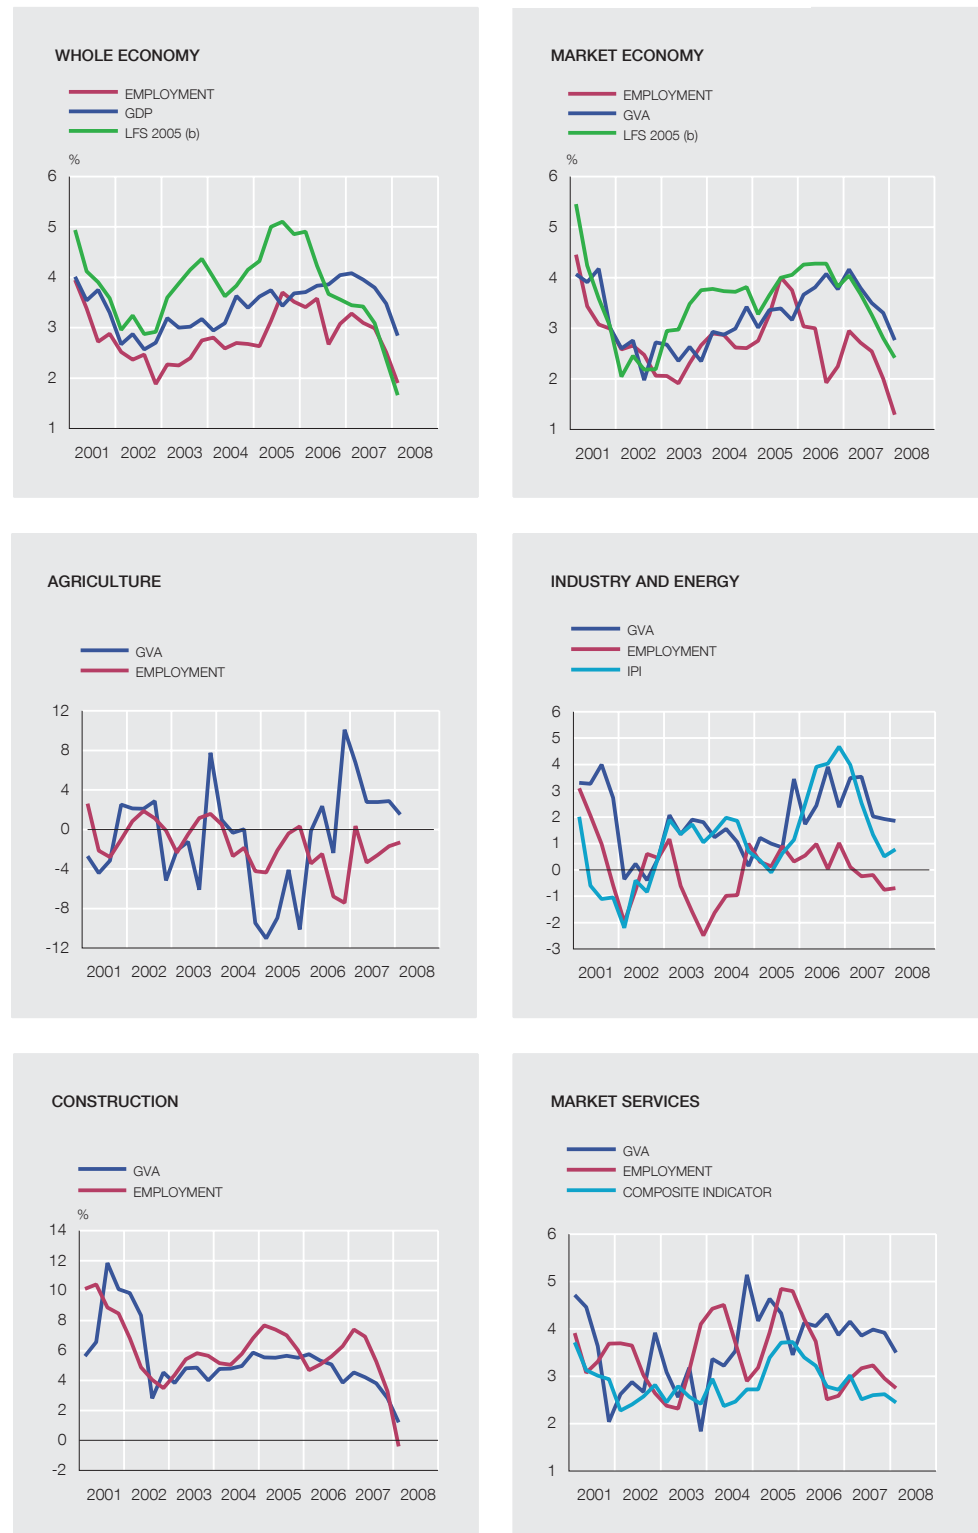 WHOLE ECONOMY
EMPLOYMENT
GDP
LFS 2005 (b)
%
6
5
4
3
2
1
2001 2002 2003 2004 2005 2006 2007 2008
MARKET ECONOMY
EMPLOYMENT
GVA
LFS 2005 (b)
%
6
5
4
3
2
1
2001 2002 2003 2004 2005 2006 2007 2008
AGRICULTURE
GVA
EMPLOYMENT
12
8
4
0
-4
-8
-12
2001 2002 2003 2004 2005 2006 2007 2008
INDUSTRY AND ENERGY
GVA
EMPLOYMENT
IPI
6
5
4
3
2
1
0
-1
-2
-3
2001 2002 2003 2004 2005 2006 2007 2008
CONSTRUCTION
GVA
EMPLOYMENT
%
14
12
10
8
6
4
2
0
-2
2001 2002 2003 2004 2005 2006 2007 2008
MARKET SERVICES
GVA
EMPLOYMENT
COMPOSITE INDICATOR
6
5
4
3
2
1
2001 2002 2003 2004 2005 2006 2007 2008